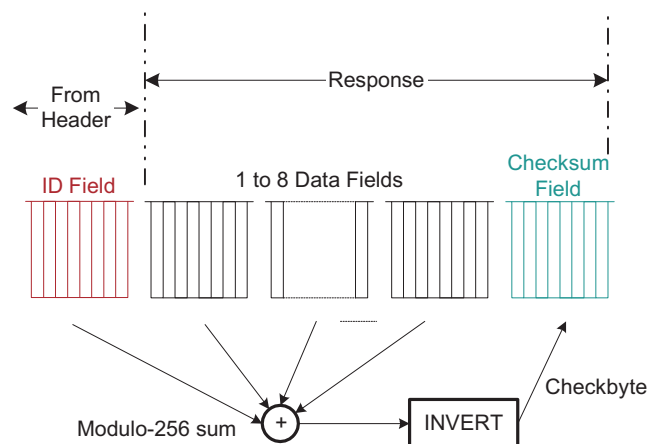 Response
From
Header
ID Field
1 to 8 Data Fields
Checksum
Field
Modulo-256 sum
+
INVERT
Checkbyte